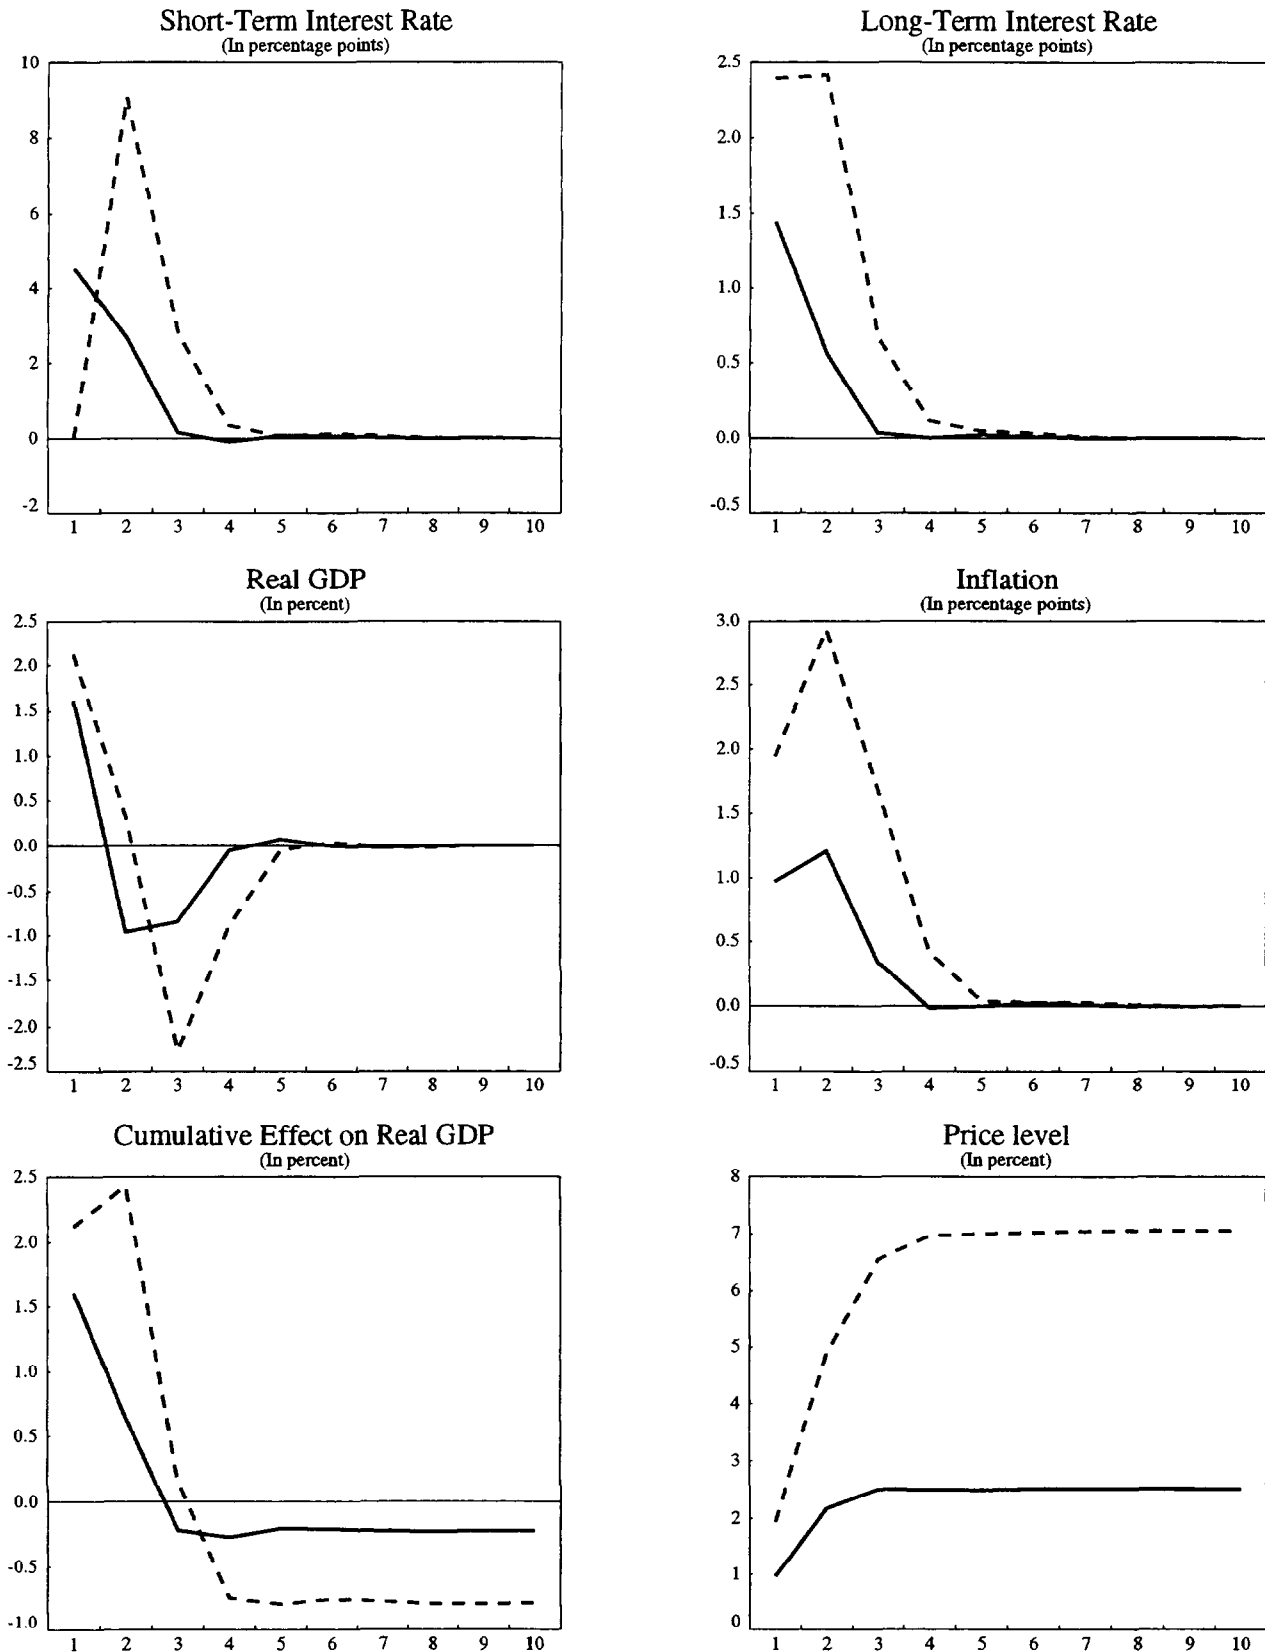 Short-Term Interest Rate
(In percentage points)
10
8
6
4
2
0
-2
1 2 3 4 5 6 7 8 9 10
Long-Term Interest Rate
(In percentage points)
2.5
2.0
1.5
1.0
0.5
0.0
-0.5
1 2 3 4 5 6 7 8 9 10
Real GDP
(In percent)
2.5
2.0
1.5
1.0
0.5
0.0
-0.5
-1.0
-1.5
-2.0
-2.5
1 2 3 4 5 6 7 8 9 10
Inflation
(In percentage points)
3.0
2.5
2.0
1.5
1.0
0.5
0.0
-0.5
1 2 3 4 5 6 7 8 9 10
Cumulative Effect on Real GDP
(In percent)
2.5
2.0
1.5
1.0
0.5
0.0
-0.5
-1.0
1 2 3 4 5 6 7 8 9 10
Price level
(In percent)
8
7
6
5
4
3
2
1
0
1 2 3 4 5 6 7 8 9 10